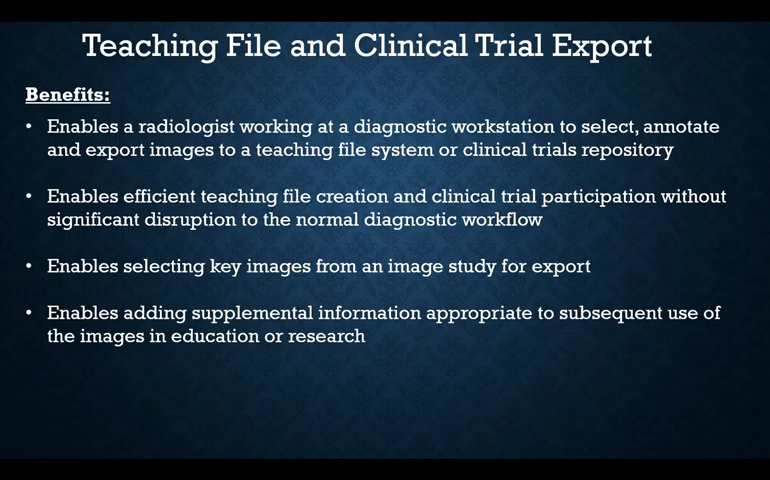 Teaching File and Clinical Trial Export
Benefits:
• Enables a radiologist working at a diagnostic workstation to select, annotate
and export images to a teaching file system or clinical trials repository
• Enables efficient teaching file creation and clinical trial participation without
significant disruption to the normal diagnostic workflow
• Enables selecting key images from an image study for export
• Enables adding supplemental information appropriate to subsequent use of
the images in education or research